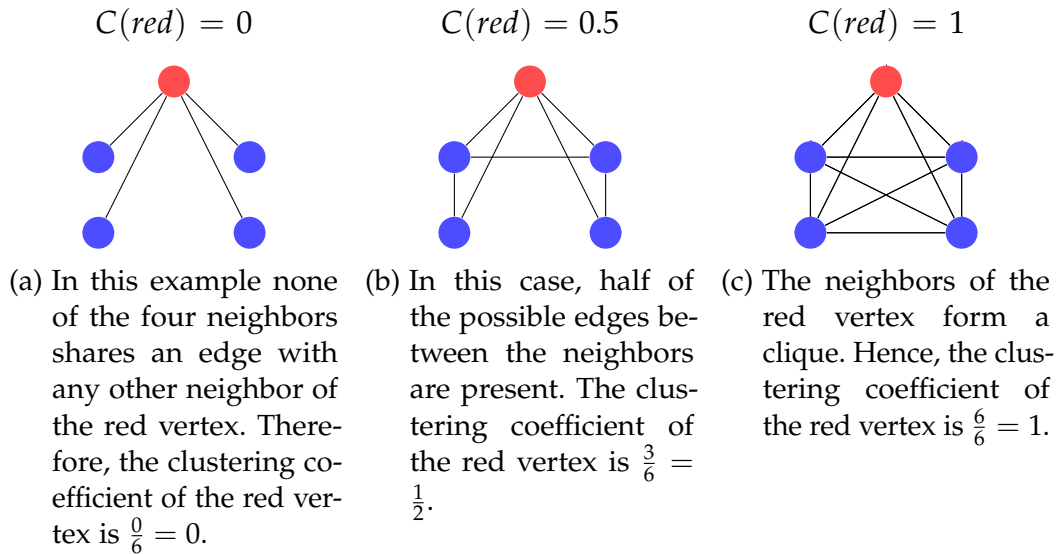 C(red) = 0
C(red) = 0.5
C(red) = 1
(a) In this example none
of the four neighbors
shares an edge with
any other neighbor of
the red vertex. There-
fore, the clustering co-
efficient of the red ver-
tex is 0/6 = 0.
(b) In this case, half of
the possible edges be-
tween the neighbors
are present. The clus-
tering coefficient of
the red vertex is 3/6 =
1/2.
(c) The neighbors of the
red vertex form a
clique. Hence, the clus-
tering coefficient of
the red vertex is 6/6 = 1.